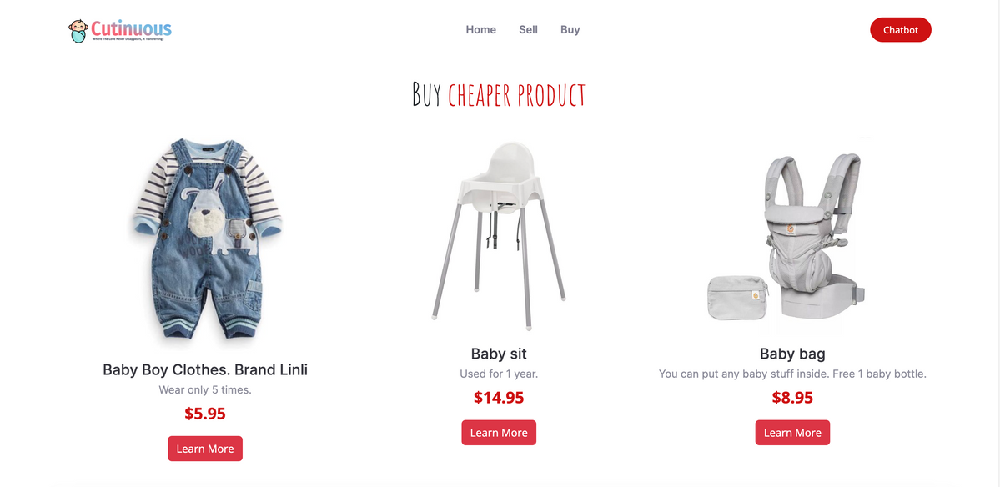 Cutinuous
Where The Love Never Disappears, It Transferring!
Home
Sell
Buy
Chatbot
Buy cheaper product
Baby Boy Clothes. Brand Linli
Wear only 5 times.
$5.95
Learn More
Baby sit
Used for 1 year.
$14.95
Learn More
Baby bag
You can put any baby stuff inside. Free 1 baby bottle.
$8.95
Learn More